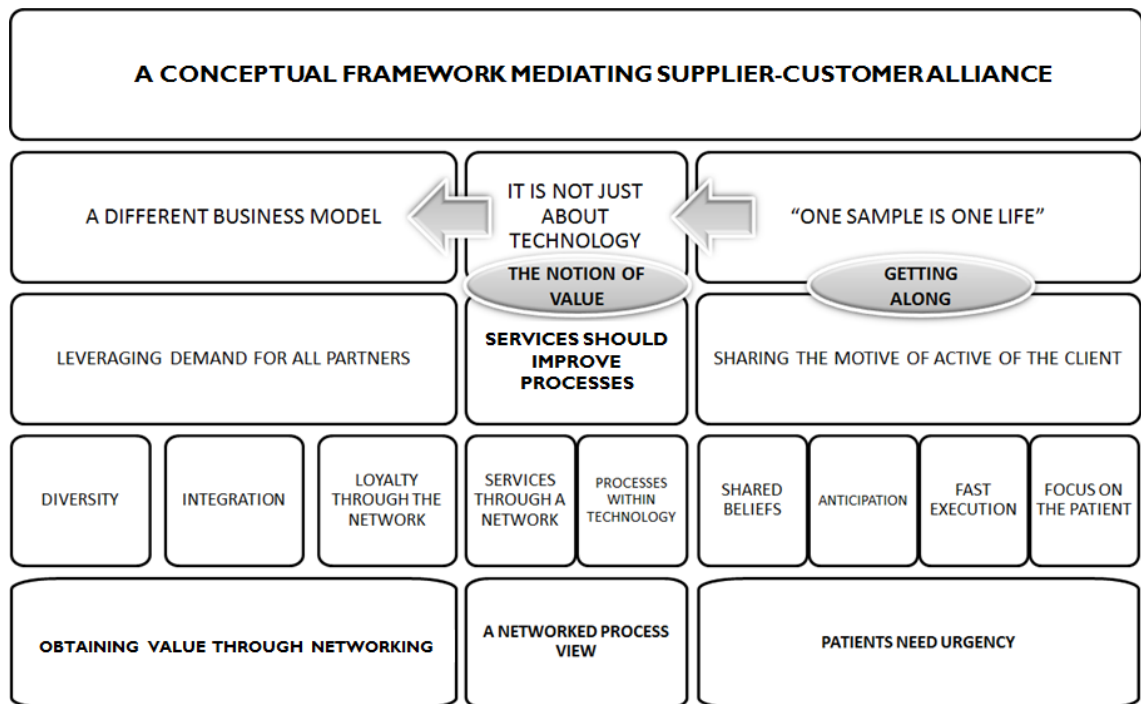 A CONCEPTUAL FRAMEWORK MEDIATING SUPPLIER-CUSTOMER ALLIANCE
A DIFFERENT BUSINESS MODEL
IT IS NOT JUST
ABOUT
TECHNOLOGY
“ONE SAMPLE IS ONE LIFE”
THE NOTION OF
VALUE
GETTING
ALONG
LEVERAGING DEMAND FOR ALL PARTNERS
SERVICES SHOULD
IMPROVE
PROCESSES
SHARING THE MOTIVE OF ACTIVE OF THE CLIENT
DIVERSITY
INTEGRATION
LOYALTY
THROUGH THE
NETWORK
SERVICES
THROUGH A
NETWORK
PROCESSES
WITHIN
TECHNOLOGY
SHARED
BELIEFS
ANTICIPATION
FAST
EXECUTION
FOCUS ON
THE PATIENT
OBTAINING VALUE THROUGH NETWORKING
A NETWORKED PROCESS
VIEW
PATIENTS NEED URGENCY